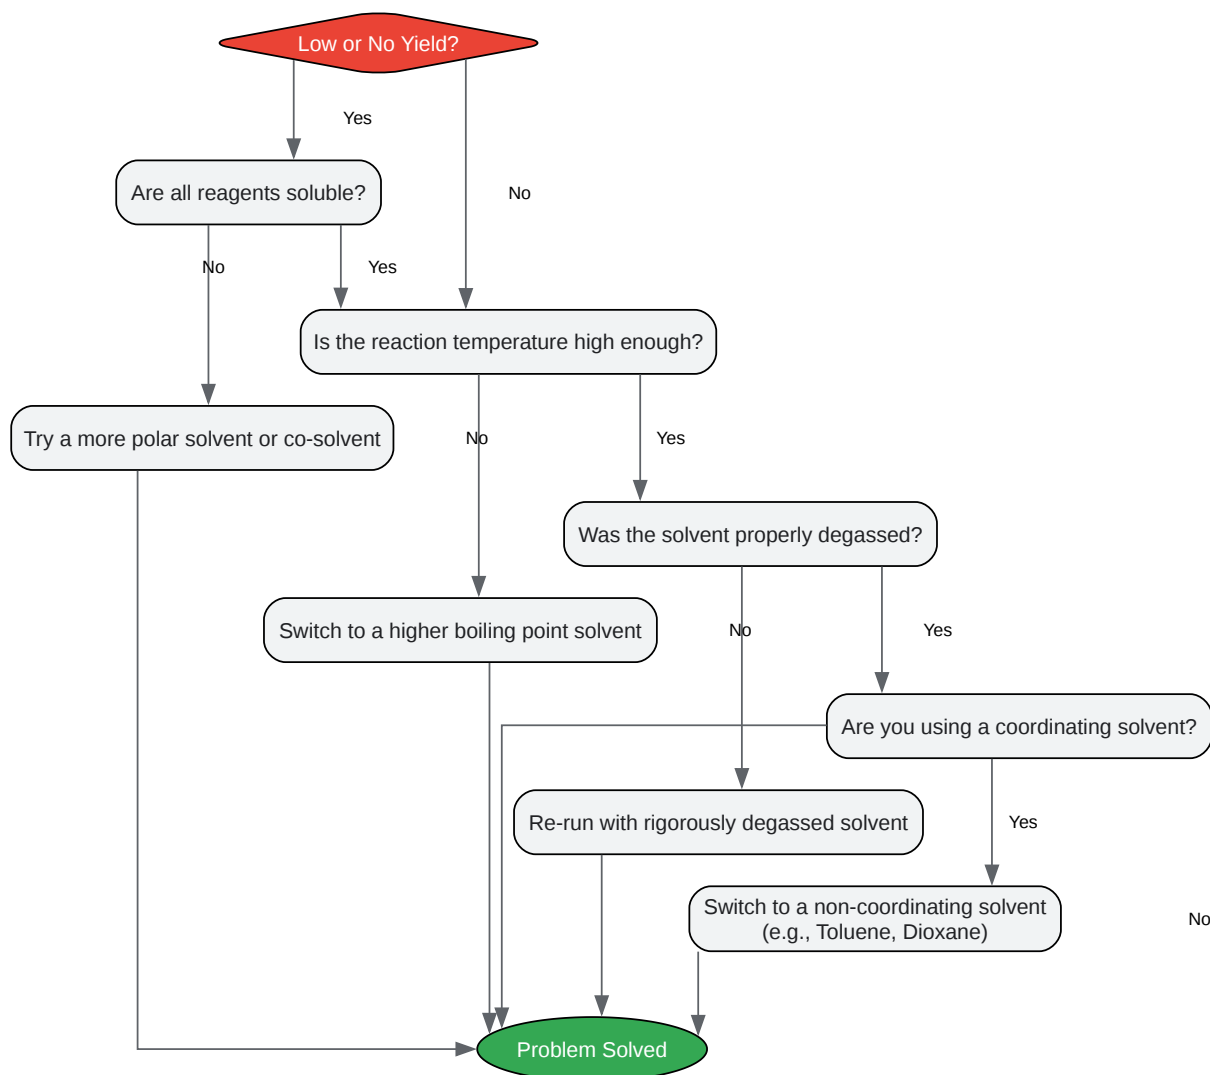 Low or No Yield?
Yes
Are all reagents soluble?
No
No
Yes
Is the reaction temperature high enough?
Try a more polar solvent or co-solvent
No
Yes
Was the solvent properly degassed?
Switch to a higher boiling point solvent
No
Yes
Are you using a coordinating solvent?
Re-run with rigorously degassed solvent
Yes
Switch to a non-coordinating solvent
(e.g., Toluene, Dioxane)
No
Problem Solved